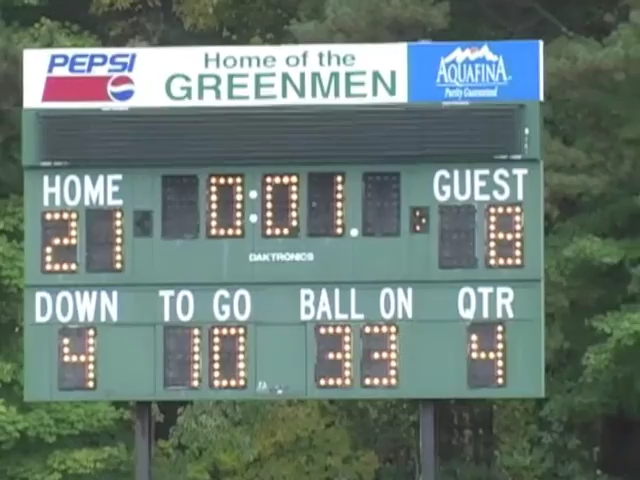 PEPSI
Home of the
GREENMEN
AQUAFINA
Purity Guaranteed
HOME
0:01
GUEST
21
8
DAKTRONICS
DOWN TO GO BALL ON QTR
4 10 33 4